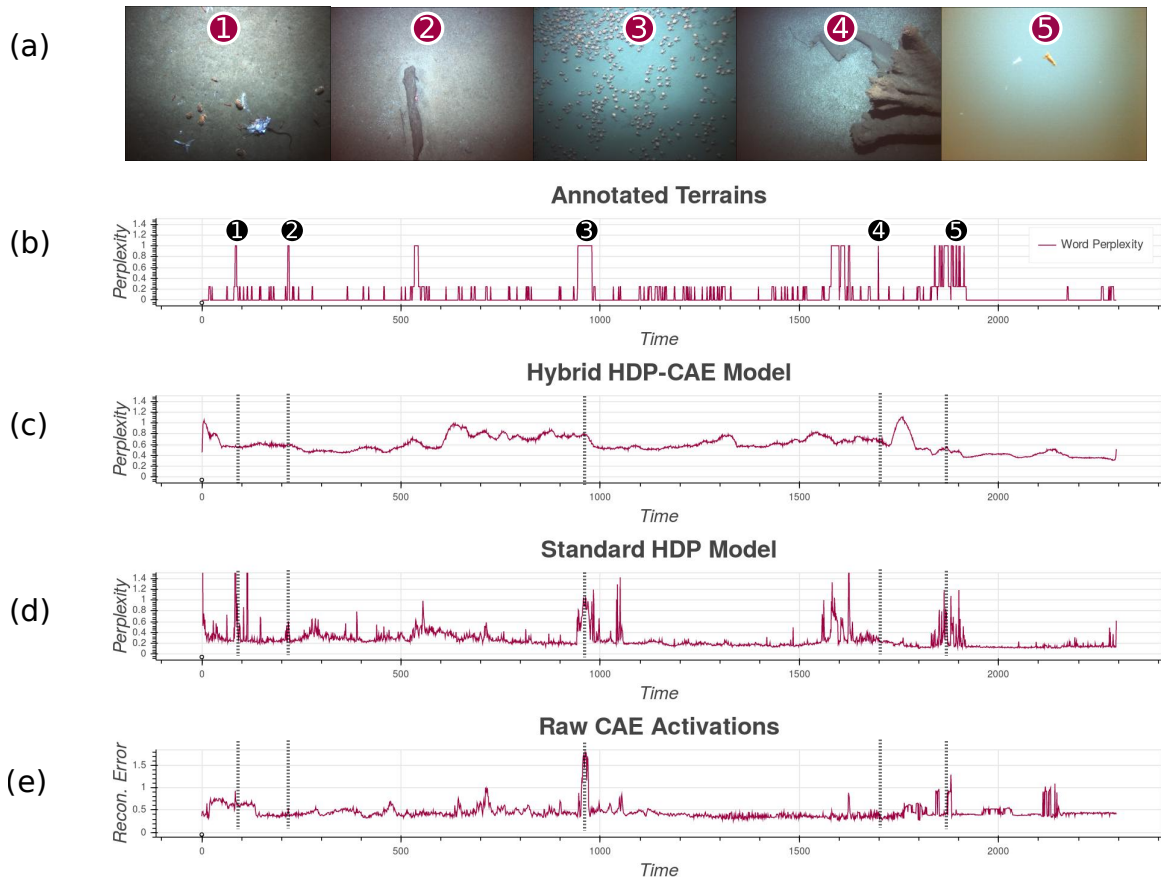 (a)
1 2 3 4 5
Annotated Terrains
(b)
Perplexity
1.4
1.2
1
0.8
0.6
0.4
0.2
0
1 2 3 4 5
Word Perplexity
0 500 1000 1500 2000
Time
Hybrid HDP-CAE Model
(c)
Perplexity
1.4
1.2
1
0.8
0.6
0.4
0.2
0
0 500 1000 1500 2000
Time
Standard HDP Model
(d)
Perplexity
1.4
1.2
1
0.8
0.6
0.4
0.2
0
0 500 1000 1500 2000
Time
Raw CAE Activations
(e)
Recon. Error
1.5
1
0.5
0
0 500 1000 1500 2000
Time